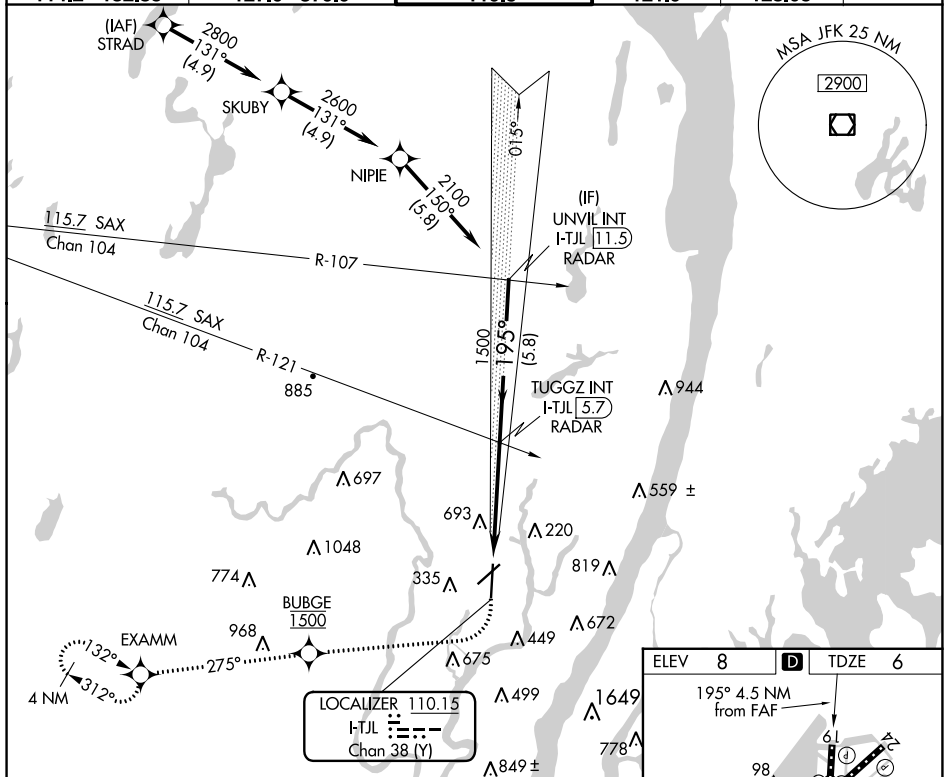 (IAF)
STRAD
2800
131°
(4.9)
SKUBY
2600
131°
(4.9)
NIPIE
2100
150°
(5.8)
015°
MSA JFK 25 NM
2900
(IF)
UNVIL INT
I-TJL 11.5
RADAR
115.7 SAX
Chan 104
R-107
115.7 SAX
Chan 104
R-121
1500
195°
(5.8)
TUGGZ INT
I-TJL 5.7
RADAR
885
944
697
559 ±
693
220
1048
819
774
335
BUBGE
1500
672
968
449
EXAMM
132°
312°
4 NM
275°
675
499
1649
778
849 ±
LOCALIZER 110.15
I-TJL
Chan 38 (Y)
ELEV 8 D TDZE 6
195° 4.5 NM
from FAF
19
24
P
P
98